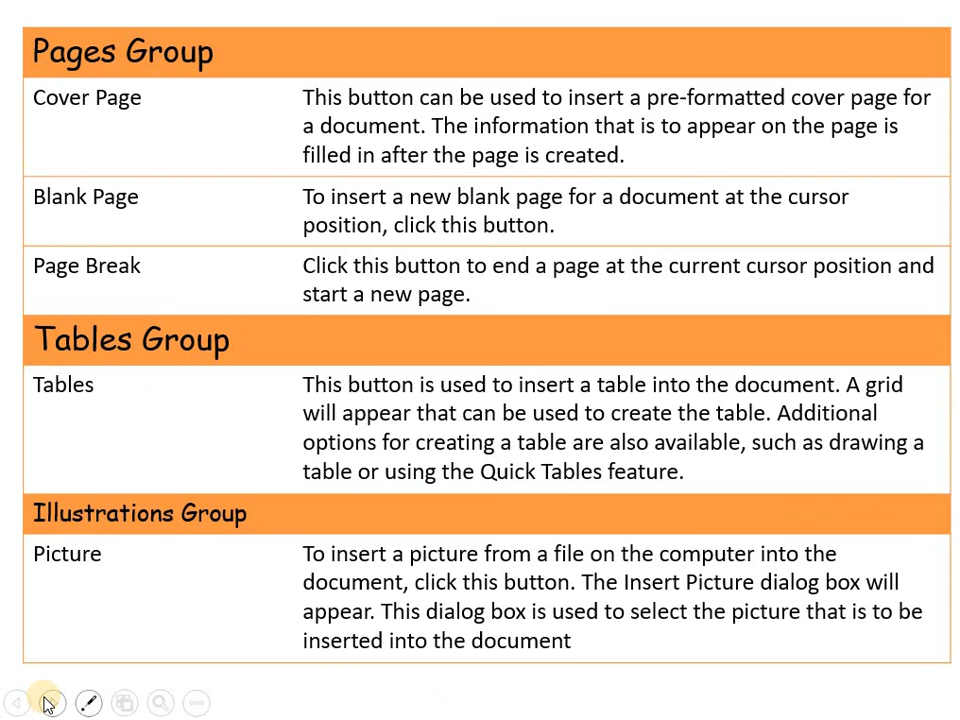 Pages Group
Cover Page
This button can be used to insert a pre-formatted cover page for
a document. The information that is to appear on the page is
filled in after the page is created.
Blank Page
To insert a new blank page for a document at the cursor
position, click this button.
Page Break
Click this button to end a page at the current cursor position and
start a new page.
Tables Group
Tables
This button is used to insert a table into the document. A grid
will appear that can be used to create the table. Additional
options for creating a table are also available, such as drawing a
table or using the Quick Tables feature.
Illustrations Group
Picture
To insert a picture from a file on the computer into the
document, click this button. The Insert Picture dialog box will
appear. This dialog box is used to select the picture that is to be
inserted into the document